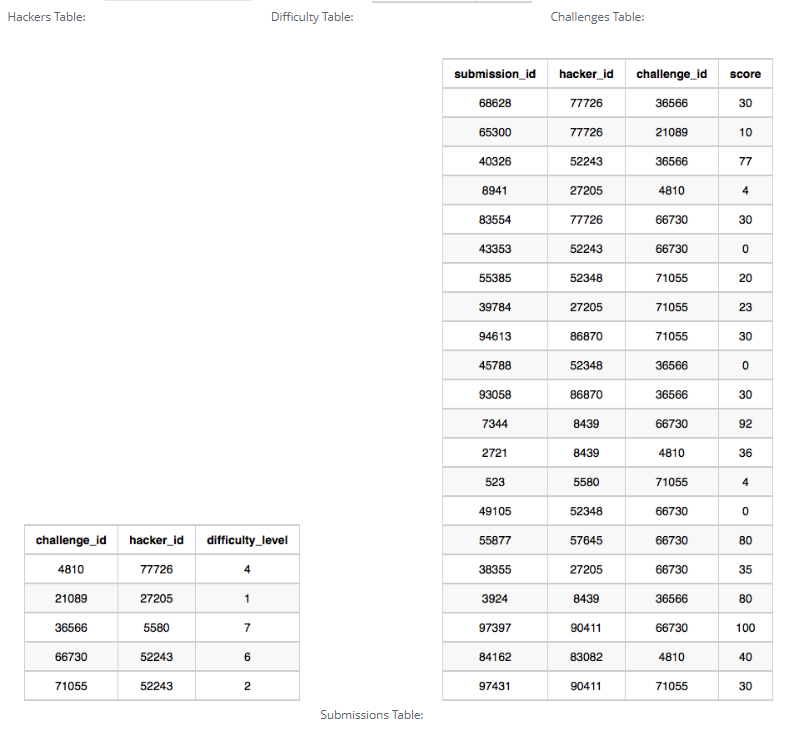 Hackers Table: Difficulty Table: Challenges Table:
submission_id hacker_id challenge_id score
68628 77726 36566 30
65300 77726 21089 10
40326 52243 36566 77
8941 27205 4810 4
83554 77726 66730 30
43353 52243 66730 0
55385 52348 71055 20
39784 27205 71055 23
94613 86870 71055 30
45788 52348 36566 0
93058 86870 36566 30
7344 8439 66730 92
2721 8439 4810 36
523 5580 71055 4
49105 52348 66730 0
55877 57645 66730 80
38355 27205 66730 35
3924 8439 36566 80
97397 90411 66730 100
84162 83082 4810 40
97431 90411 71055 30
challenge_id hacker_id difficulty_level
4810 77726 4
21089 27205 1
36566 5580 7
66730 52243 6
71055 52243 2
Submissions Table: